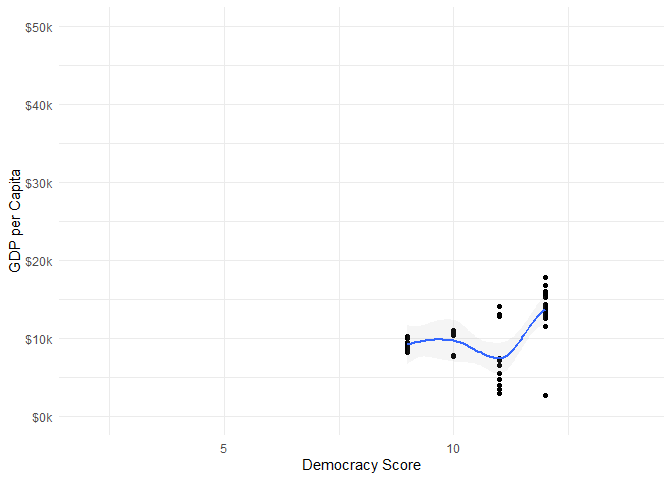 $50k
$40k
$30k
$20k
$10k
$0k
GDP per Capita
5
10
Democracy Score